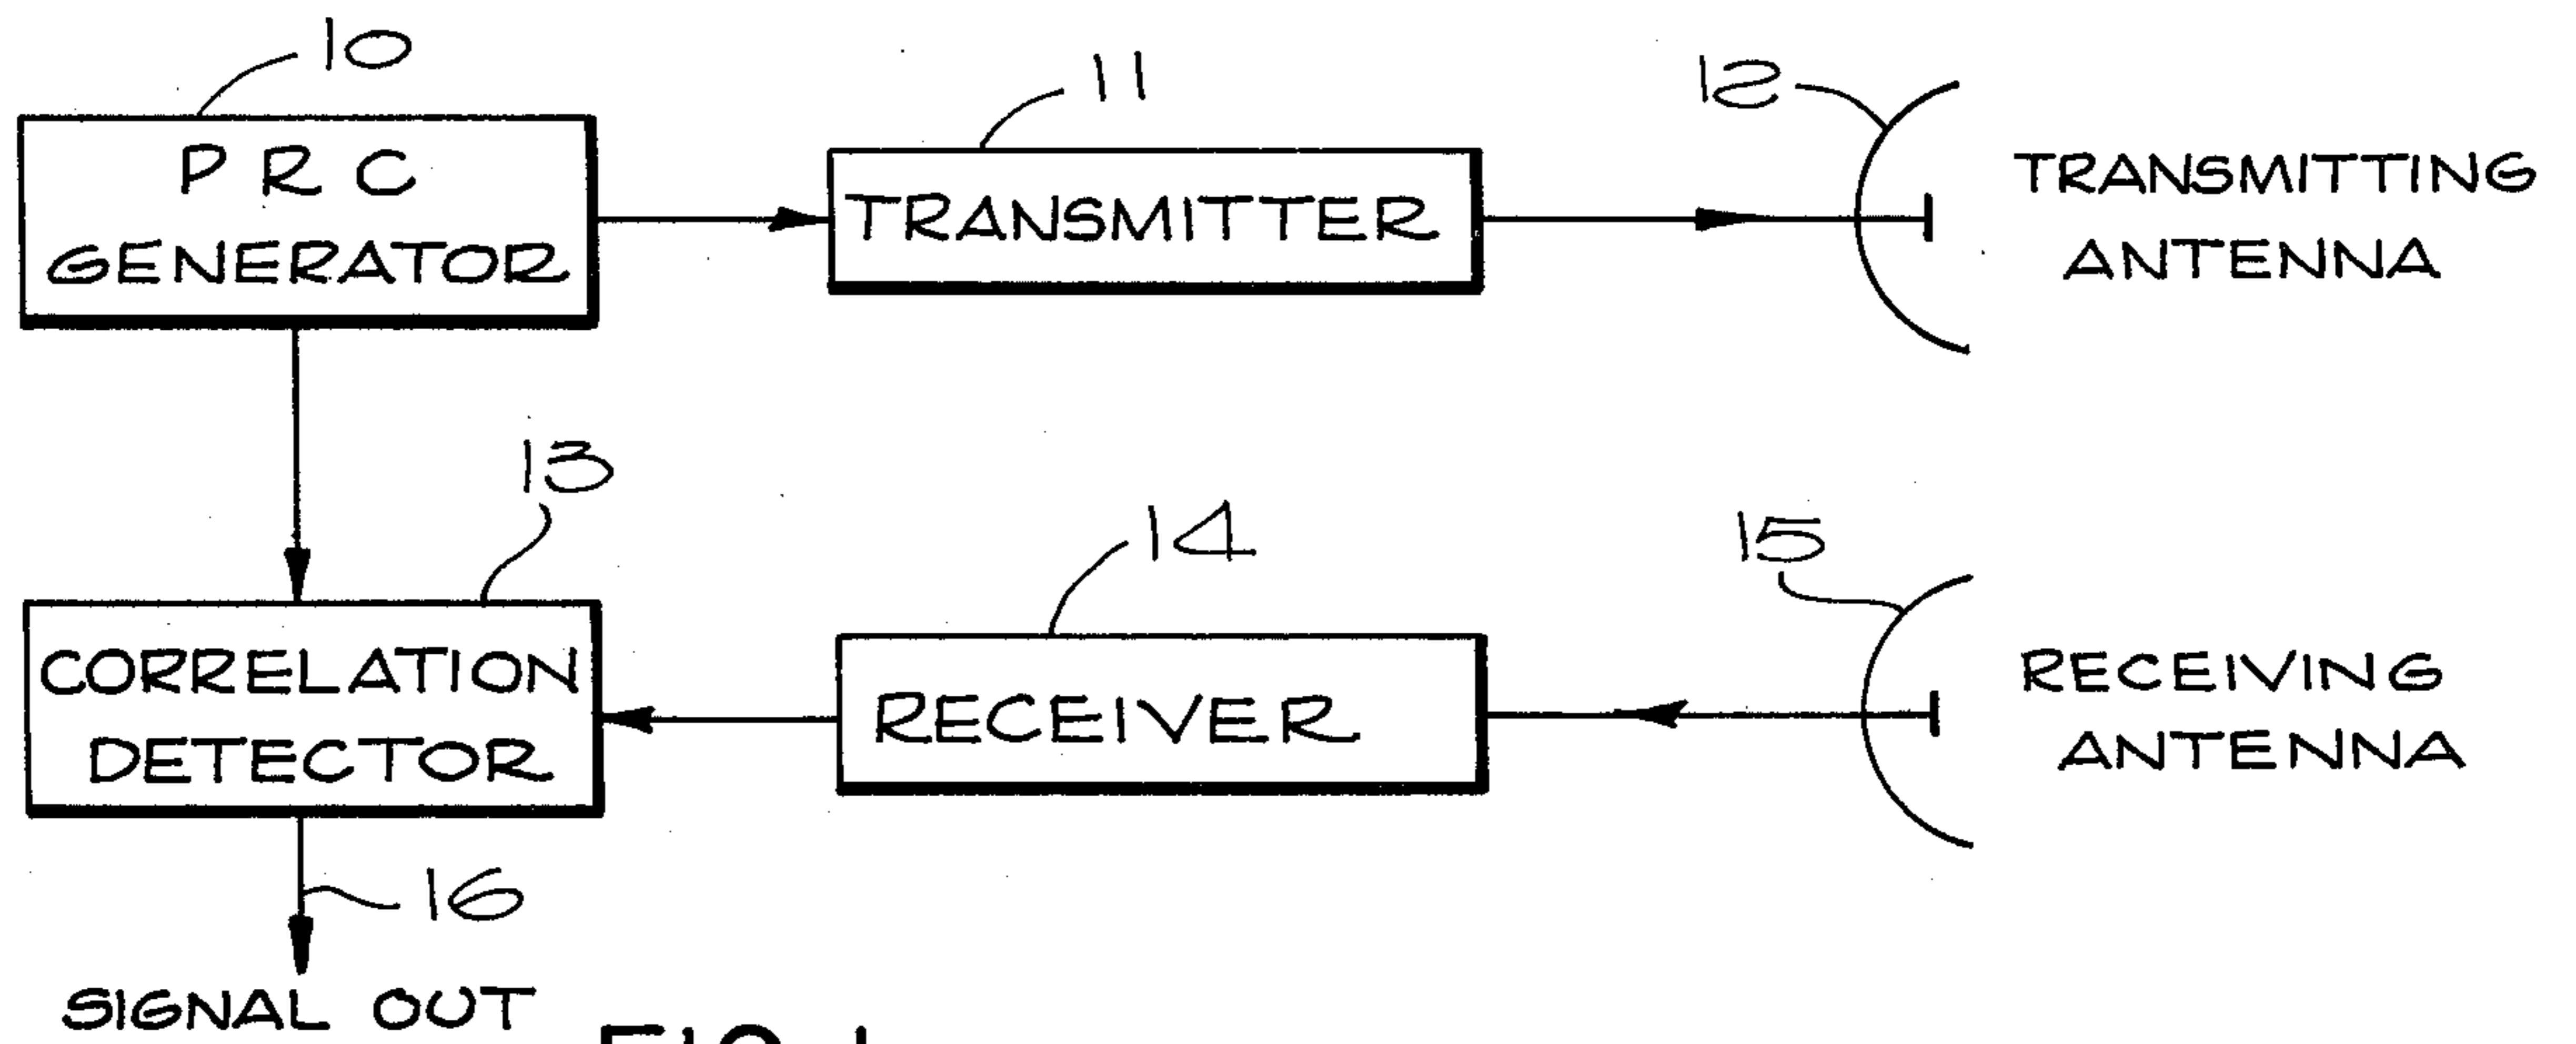 10
P R C
GENERATOR
11
TRANSMITTER
12
TRANSMITTING
ANTENNA
13
CORRELATION
DETECTOR
14
RECEIVER
15
RECEIVING
ANTENNA
16
SIGNAL OUT